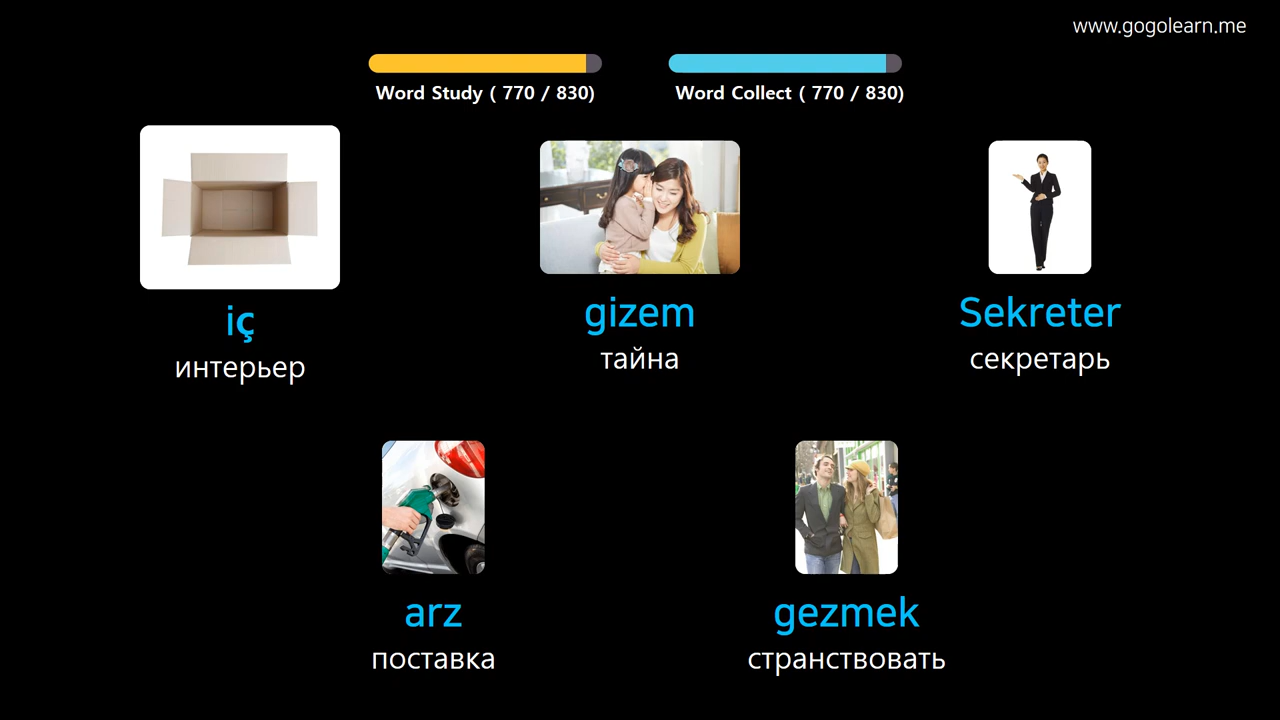 www.gogolearn.me
Word Study ( 770 / 830)
Word Collect ( 770 / 830)
iç
интерьер
gizem
тайна
Sekreter
секретарь
arz
поставка
gezmek
странствовать